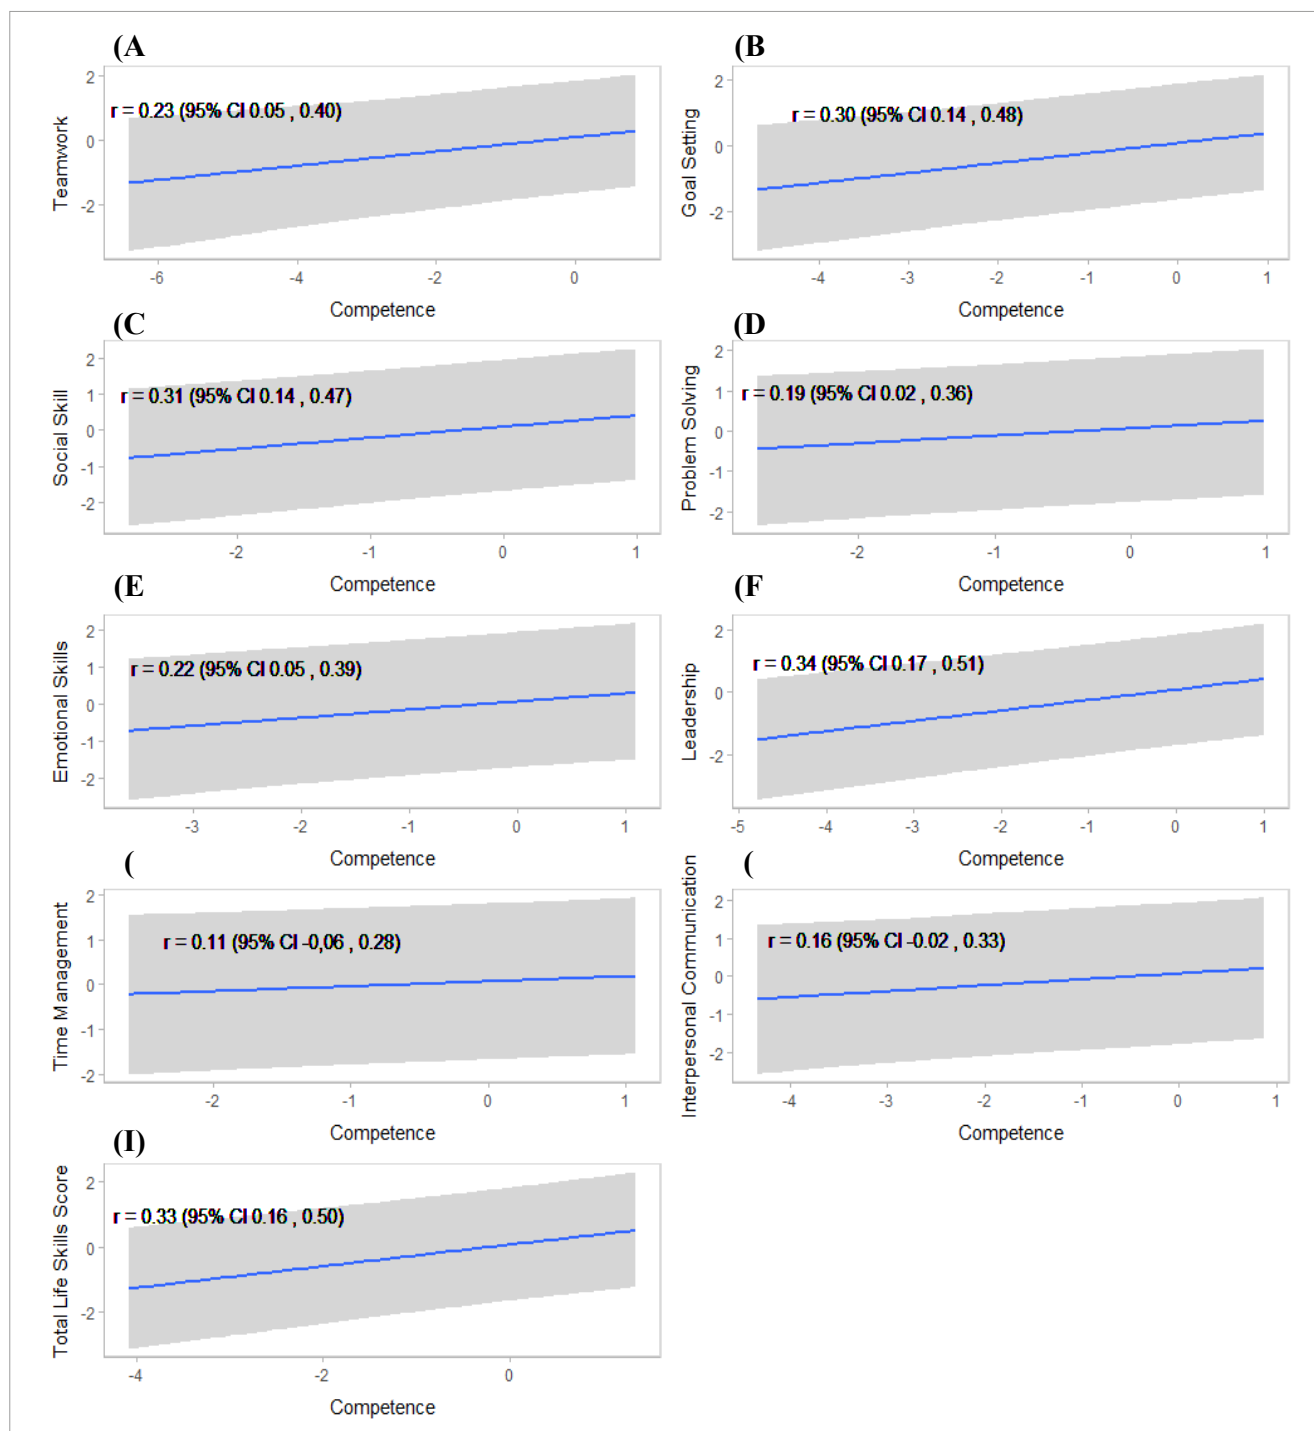 (A
Teamwork
2
0
-2
r = 0.23 (95% CI 0.05 , 0.40)
-6 -4 -2 0
Competence
(B
Goal Setting
2
0
-2
r = 0.30 (95% CI 0.14 , 0.48)
-4 -3 -2 -1 0 1
Competence
(C
Social Skill
2
1
0
-1
-2
r = 0.31 (95% CI 0.14 , 0.47)
-2 -1 0 1
Competence
(D
Problem Solving
2
1
0
-1
-2
r = 0.19 (95% CI 0.02 , 0.36)
-2 -1 0 1
Competence
(E
Emotional Skills
2
1
0
-1
-2
r = 0.22 (95% CI 0.05 , 0.39)
-3 -2 -1 0 1
Competence
(F
Leadership
2
0
-2
r = 0.34 (95% CI 0.17 , 0.51)
-5 -4 -3 -2 -1 0 1
Competence
(
Time Management
2
1
0
-1
-2
r = 0.11 (95% CI -0,06 , 0.28)
-2 -1 0 1
Competence
(
Interpersonal Communication
2
1
0
-1
-2
r = 0.16 (95% CI -0.02 , 0.33)
-4 -3 -2 -1 0 1
Competence
(I)
Total Life Skills Score
2
0
-2
r = 0.33 (95% CI 0.16 , 0.50)
-4 -2 0
Competence